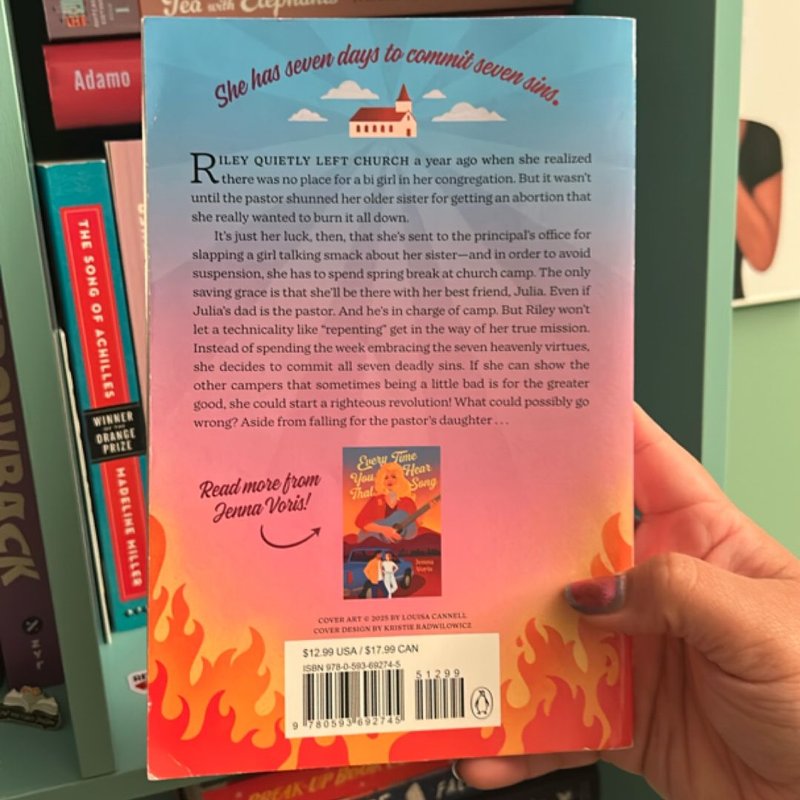 Tea with Elephants
Adamo
THE SONG OF ACHILLES
WINNER
OF THE
ORANGE
PRIZE
MADELINE MILLER
She has seven days to commit seven sins.
RILEY QUIETLY LEFT CHURCH a year ago when she realized
there was no place for a bi girl in her congregation. But it wasn't
until the pastor shunned her older sister for getting an abortion that
she really wanted to burn it all down.
It's just her luck, then, that she's sent to the principal's office for
slapping a girl talking smack about her sister—and in order to avoid
suspension, she has to spend spring break at church camp. The only
saving grace is that she'll be there with her best friend, Julia. Even if
Julia's dad is the pastor. And he's in charge of camp. But Riley won't
let a technicality like "repenting" get in the way of her true mission.
Instead of spending the week embracing the seven heavenly virtues,
she decides to commit all seven deadly sins. If she can show the
other campers that sometimes being a little bad is for the greater
good, she could start a righteous revolution! What could possibly go
wrong? Aside from falling for the pastor's daughter . . .
Read more from
Jenna Voris!
Every Time
You Hear
That Song
Jenna
Voris
COVER ART © 2025 BY LOUISA CANNELL
COVER DESIGN BY KRISTIE RADWILOWICZ
$12.99 USA / $17.99 CAN
ISBN 978-0-593-69274-5
51299
9 780593 692745
BREAK-UP